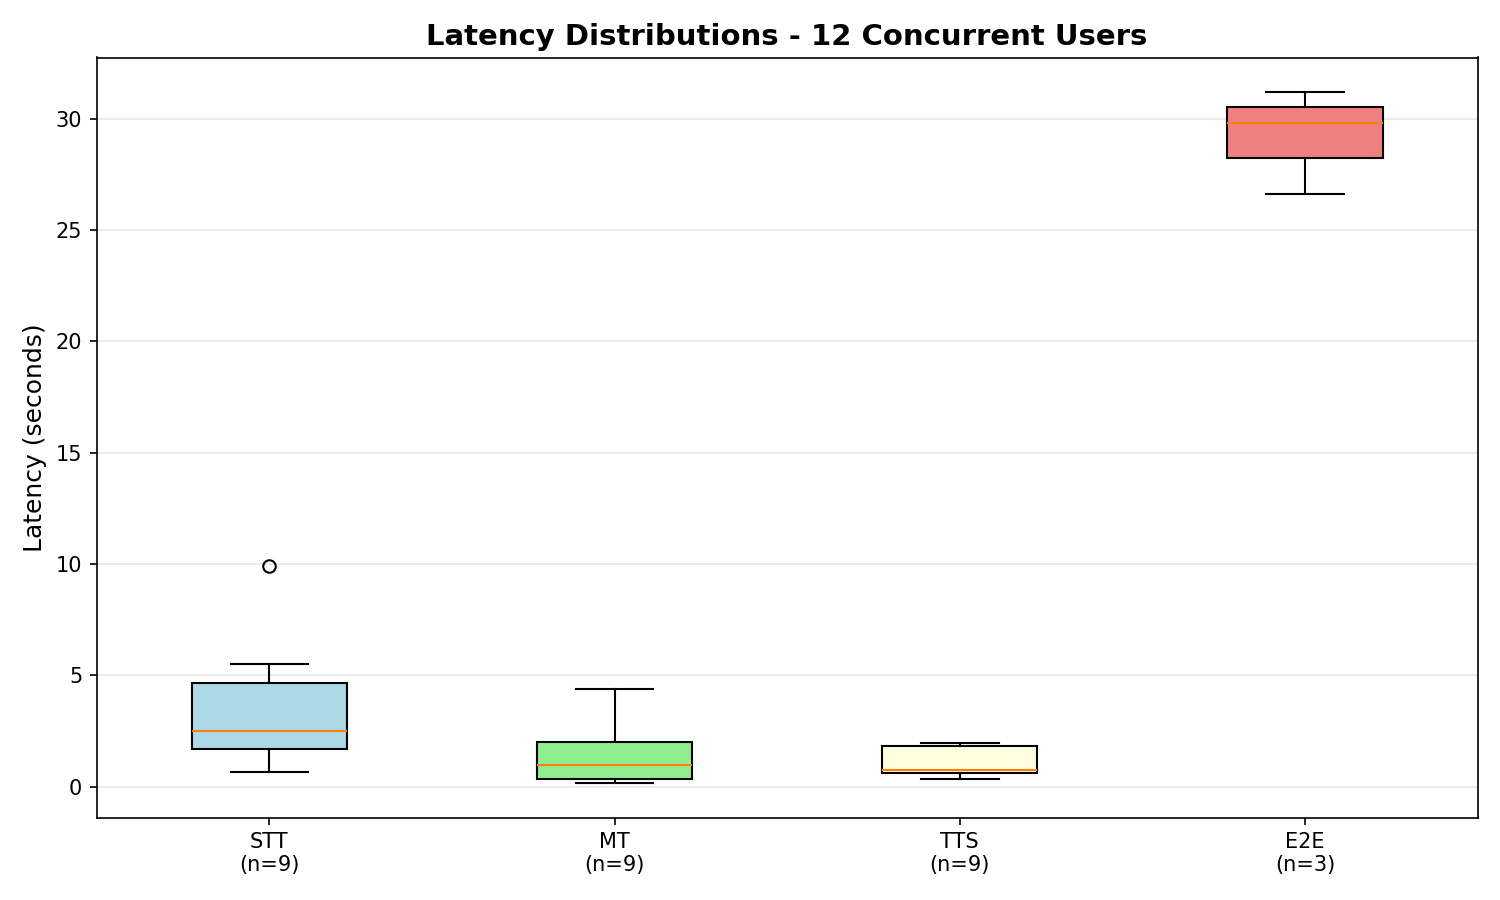 Latency Distributions - 12 Concurrent Users
Latency (seconds)
30
25
20
15
10
5
0
STT
(n=9)
MT
(n=9)
TTS
(n=9)
E2E
(n=3)